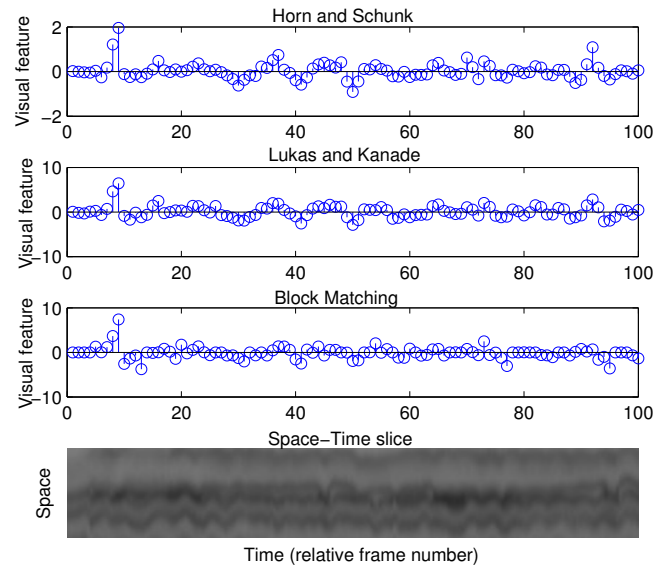 Horn and Schunk
Visual feature
2
0
−2
0 20 40 60 80 100
Lukas and Kanade
Visual feature
10
0
−10
0 20 40 60 80 100
Block Matching
Visual feature
10
0
−10
0 20 40 60 80 100
Space−Time slice
Space
Time (relative frame number)